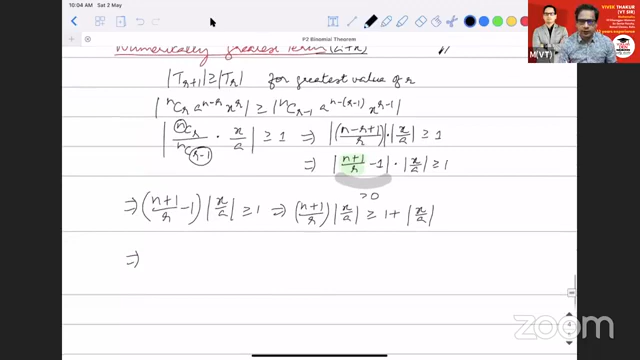 10:04 AM Sat 2 May
P2 Binomial Theorem
Numerically greatest term (a+x)
|T_{r+1}| ≥ |T_r| for greatest value of r
|ⁿC_r a^{n-r} x^r| ≥ |ⁿC_{r-1} a^{n-(r-1)} x^{r-1}|
|ⁿC_r / ⁿC_{r-1} · x/a| ≥ 1 ⇒ |(n-r+1)/r| · |x/a| ≥ 1
⇒ |(n+1)/r - 1| · |x/a| ≥ 1
>0
⇒ ((n+1)/r - 1) |x/a| ≥ 1 ⇒ ((n+1)/r) |x/a| ≥ 1 + |x/a|
⇒
4
M(VT)
VIVEK THAKUR
(VT SIR)
zoom